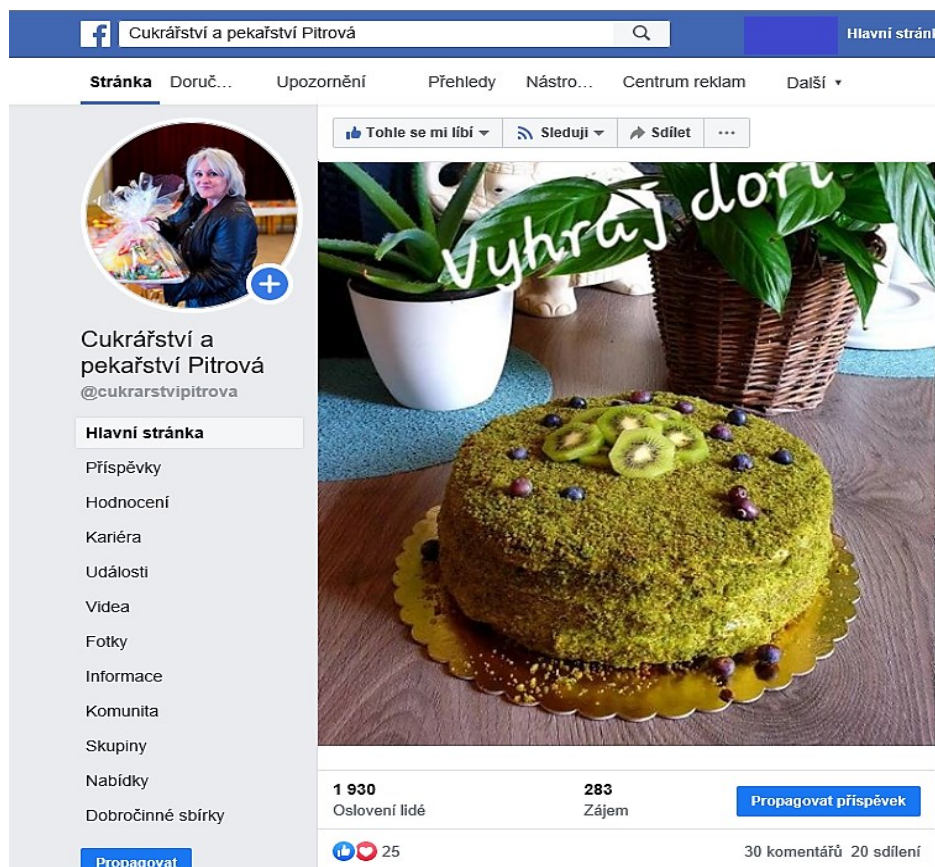 Cukrářství a pekařství Pitrová
Hlavní stránk
Stránka Doruč... Upozornění Přehledy Nástro... Centrum reklam Další
Tohle se mi líbí Sleduji Sdílet ...
Vyhraj dort
Cukrářství a
pekařství Pitrová
@cukrarstvipitrova
Hlavní stránka
Příspěvky
Hodnocení
Kariéra
Události
Videa
Fotky
Informace
Komunita
Skupiny
Nabídky
Dobročinné sbírky
Propagovat
1 930
Oslovení lidé
283
Zájem
Propagovat příspěvek
25
30 komentářů 20 sdílení